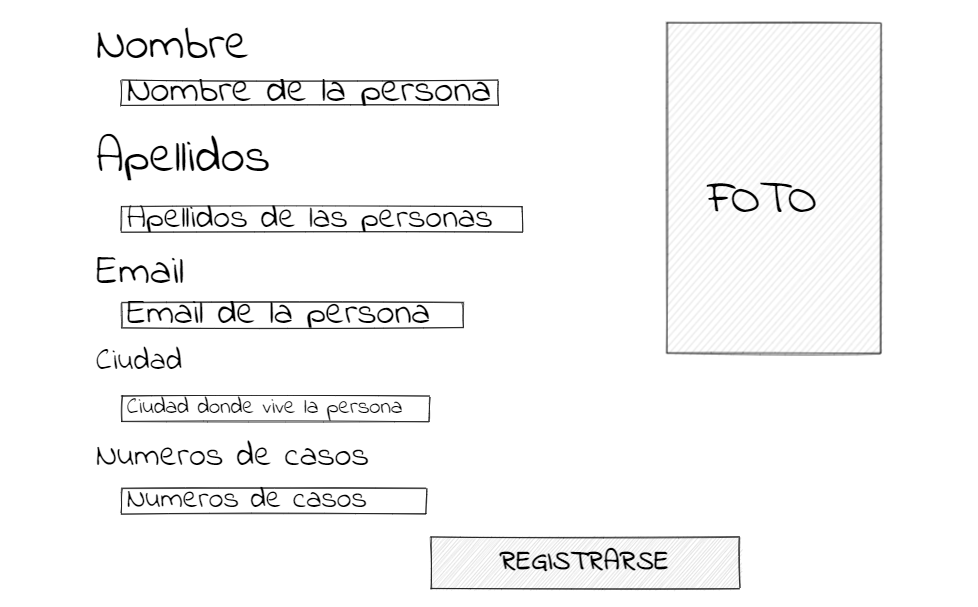 Nombre
Nombre de la persona
Apellidos
Apellidos de las personas
FOTO
Email
Email de la persona
Ciudad
Ciudad donde vive la persona
Numeros de casos
Numeros de casos
REGISTRARSE